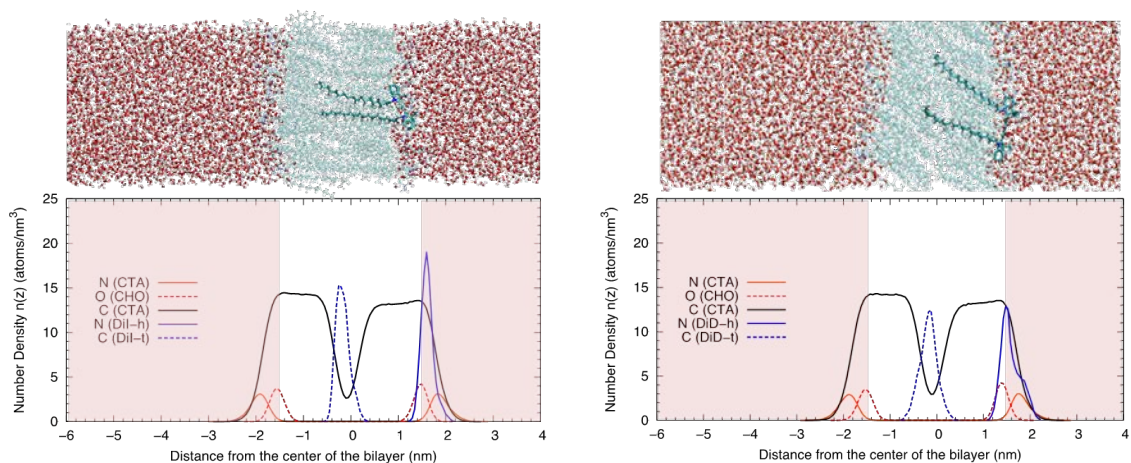 Number Density n(z) (atoms/nm³)
25
20
15
10
5
0
N (CTA)
O (CHO)
C (CTA)
N (DiI-h)
C (DiI-t)
−6 −5 −4 −3 −2 −1 0 1 2 3 4
Distance from the center of the bilayer (nm)
Number Density n(z) (atoms/nm³)
25
20
15
10
5
0
N (CTA)
O (CHO)
C (CTA)
N (DiD-h)
C (DiD-t)
−6 −5 −4 −3 −2 −1 0 1 2 3 4
Distance from the center of the bilayer (nm)